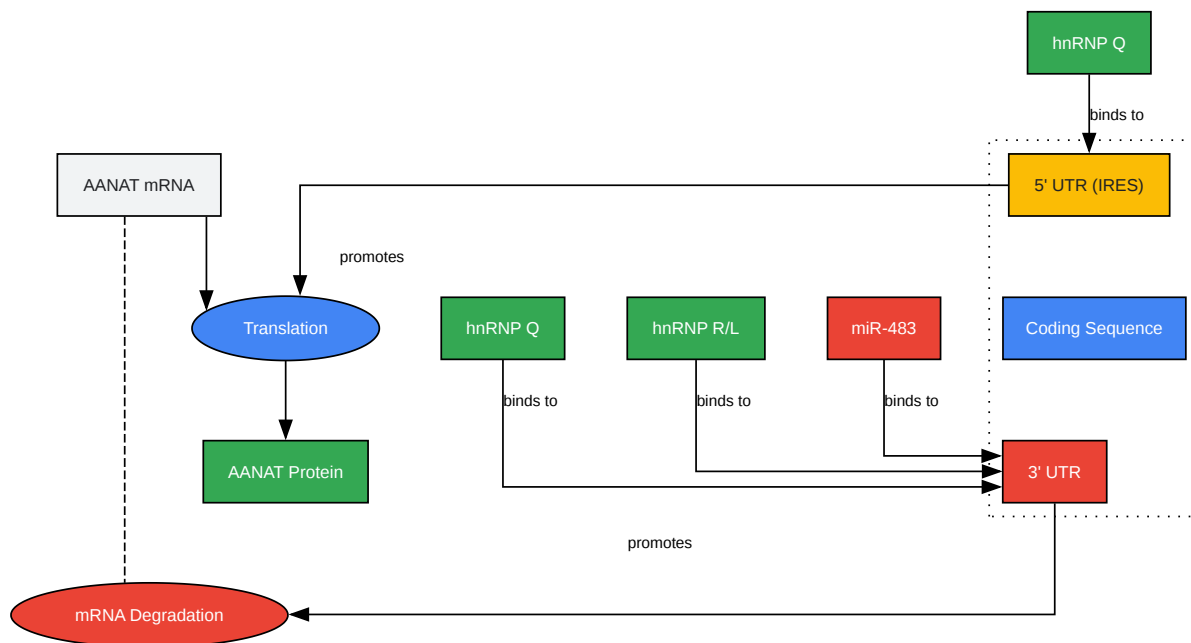 hnRNP Q
binds to
AANAT mRNA
5' UTR (IRES)
promotes
Translation
hnRNP Q
hnRNP R/L
miR-483
Coding Sequence
binds to
binds to
binds to
AANAT Protein
3' UTR
promotes
mRNA Degradation